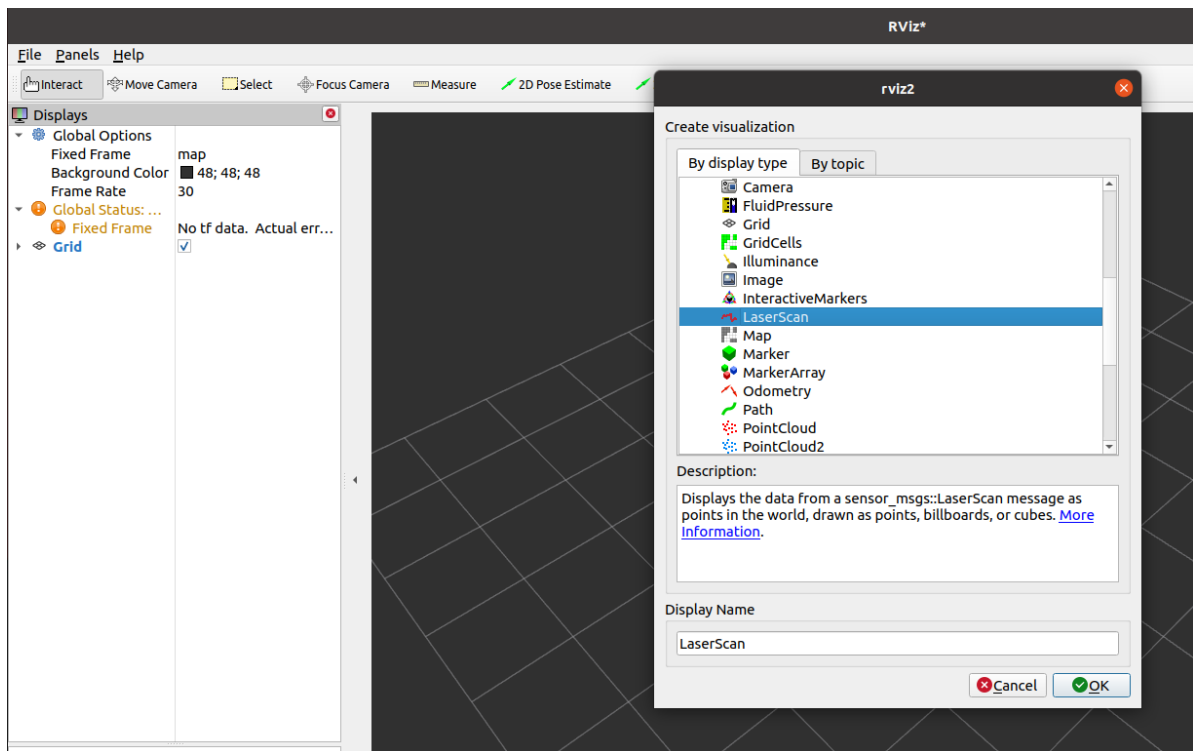 RViz*
File Panels Help
Interact Move Camera Select Focus Camera Measure 2D Pose Estimate
Displays
Global Options
Fixed Frame map
Background Color 48; 48; 48
Frame Rate 30
Global Status: ...
Fixed Frame No tf data. Actual err...
Grid
rviz2
Create visualization
By display type By topic
Camera
FluidPressure
Grid
GridCells
Illuminance
Image
InteractiveMarkers
LaserScan
Map
Marker
MarkerArray
Odometry
Path
PointCloud
PointCloud2
Description:
Displays the data from a sensor_msgs::LaserScan message as
points in the world, drawn as points, billboards, or cubes. More
Information.
Display Name
LaserScan
Cancel OK